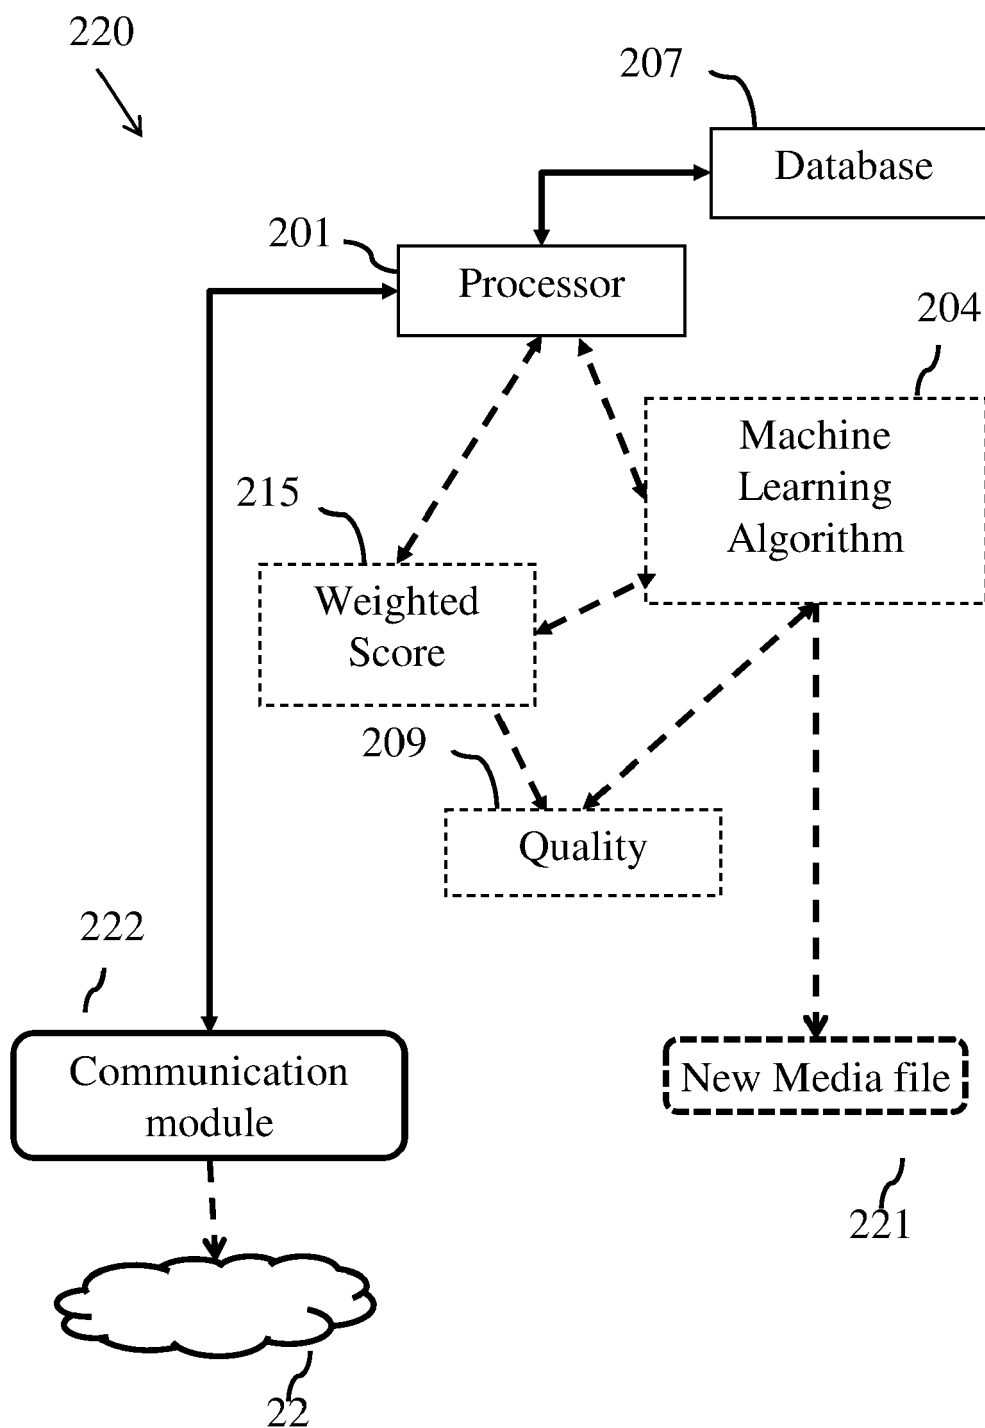 220
207
Database
201
Processor
204
Machine
Learning
Algorithm
215
Weighted
Score
209
Quality
222
Communication
module
New Media file
221
22